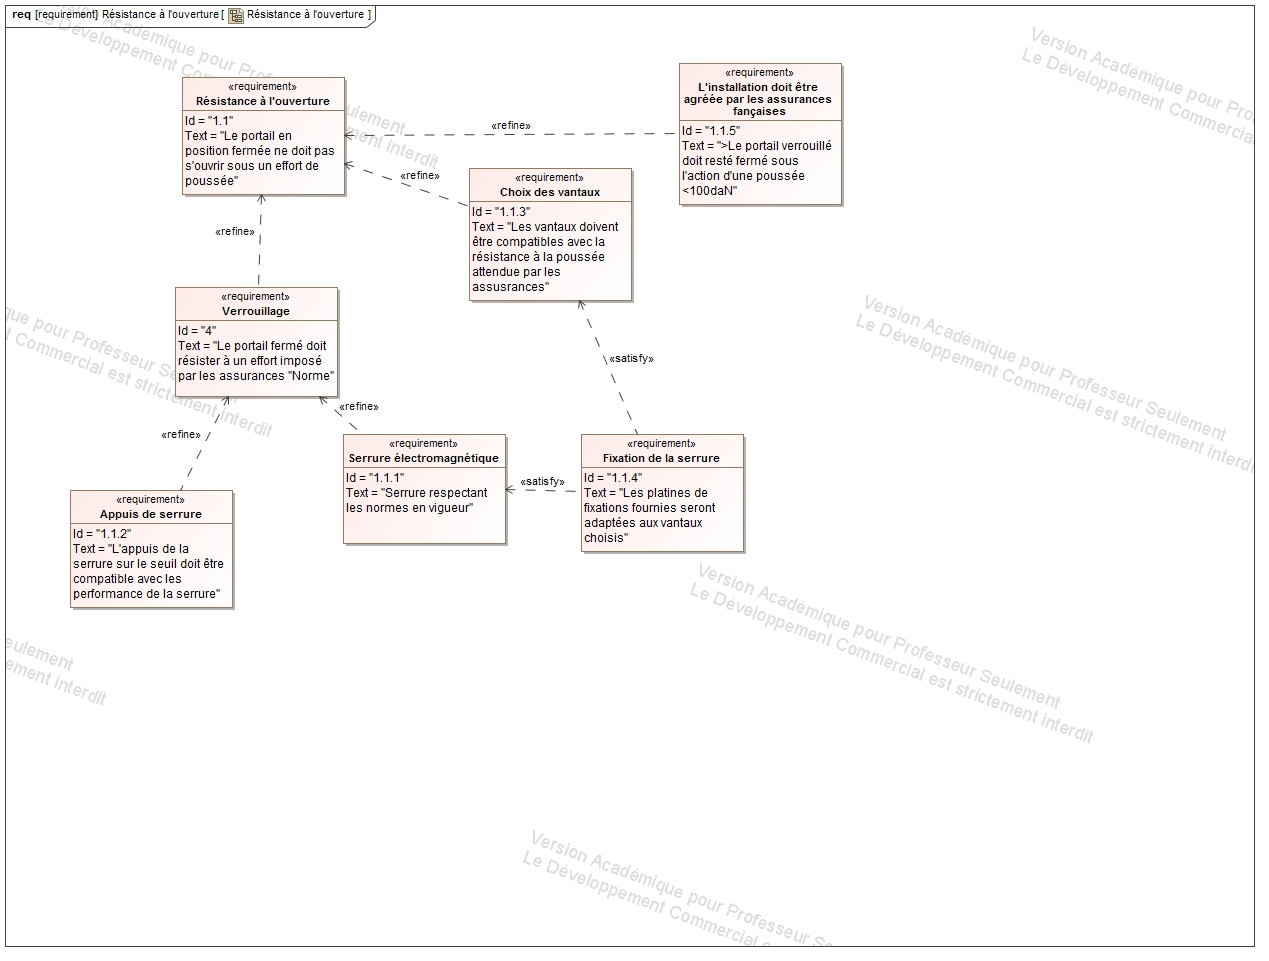 req [requirement] Résistance à l'ouverture [ Résistance à l'ouverture ]
«requirement»
Résistance à l'ouverture
Id = "1.1"
Text = "Le portail en
position fermée ne doit pas
s'ouvrir sous un effort de
poussée"
«refine»
«requirement»
L'installation doit être
agréée par les assurances
fançaises
Id = "1.1.5"
Text = ">Le portail verrouillé
doit resté fermé sous
l'action d'une poussée
<100daN"
«refine»
«requirement»
Choix des vantaux
Id = "1.1.3"
Text = "Les vantaux doivent
être compatibles avec la
résistance à la poussée
attendue par les
assusrances"
«refine»
«requirement»
Verrouillage
Id = "4"
Text = "Le portail fermé doit
résister à un effort imposé
par les assurances "Norme"
«satisfy»
«refine»
«refine»
«requirement»
Serrure électromagnétique
Id = "1.1.1"
Text = "Serrure respectant
les normes en vigueur"
«satisfy»
«requirement»
Fixation de la serrure
Id = "1.1.4"
Text = "Les platines de
fixations fournies seront
adaptées aux vantaux
choisis"
«requirement»
Appuis de serrure
Id = "1.1.2"
Text = "L'appuis de la
serrure sur le seuil doit être
compatible avec les
performance de la serrure"
Version Académique pour Professeur Seulement
Le Développement Commercial est strictement interdit
Version Académique pour Professeur Seulement
Le Développement Commercial est strictement interdit